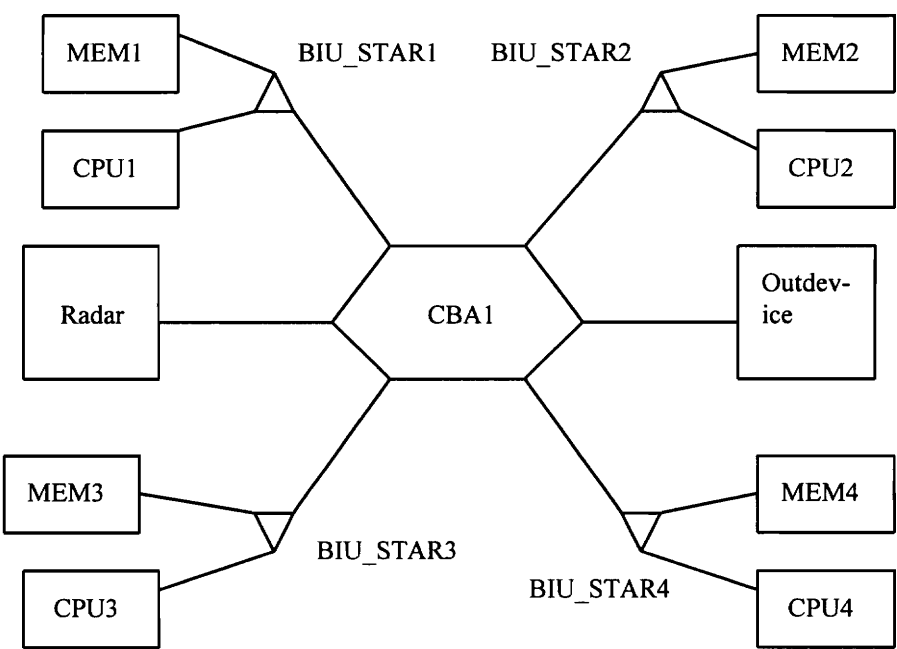 MEM1
BIU_STAR1
BIU_STAR2
MEM2
CPU1
CPU2
Radar
CBA1
Outdev-
ice
MEM3
MEM4
BIU_STAR3
CPU3
BIU_STAR4
CPU4